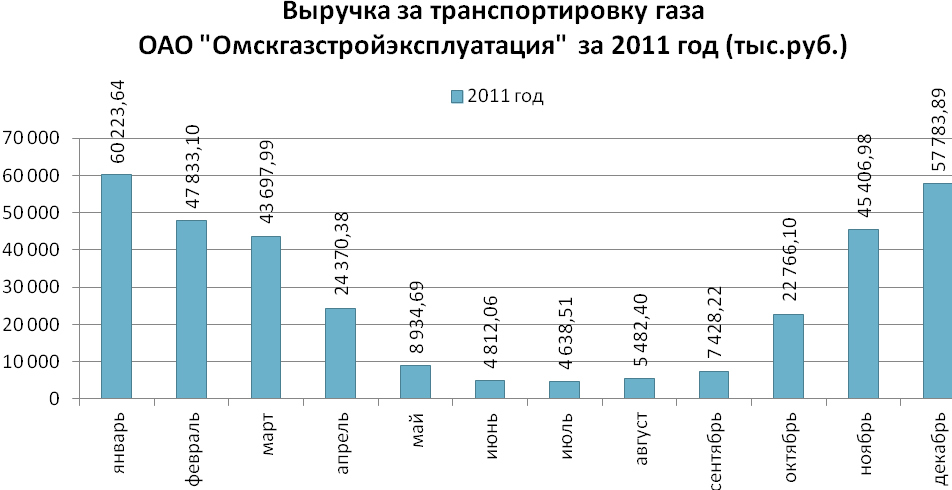 Выручка за транспортировку газа
ОАО "Омскгазстройэксплуатация" за 2011 год (тыс.руб.)
2011 год
70 000
60 000
50 000
40 000
30 000
20 000
10 000
0
60 223,64
47 833,10
43 697,99
24 370,38
8 934,69
4 812,06
4 638,51
5 482,40
7 428,22
22 766,10
45 406,98
57 783,89
январь
февраль
март
апрель
май
июнь
июль
август
сентябрь
октябрь
ноябрь
декабрь